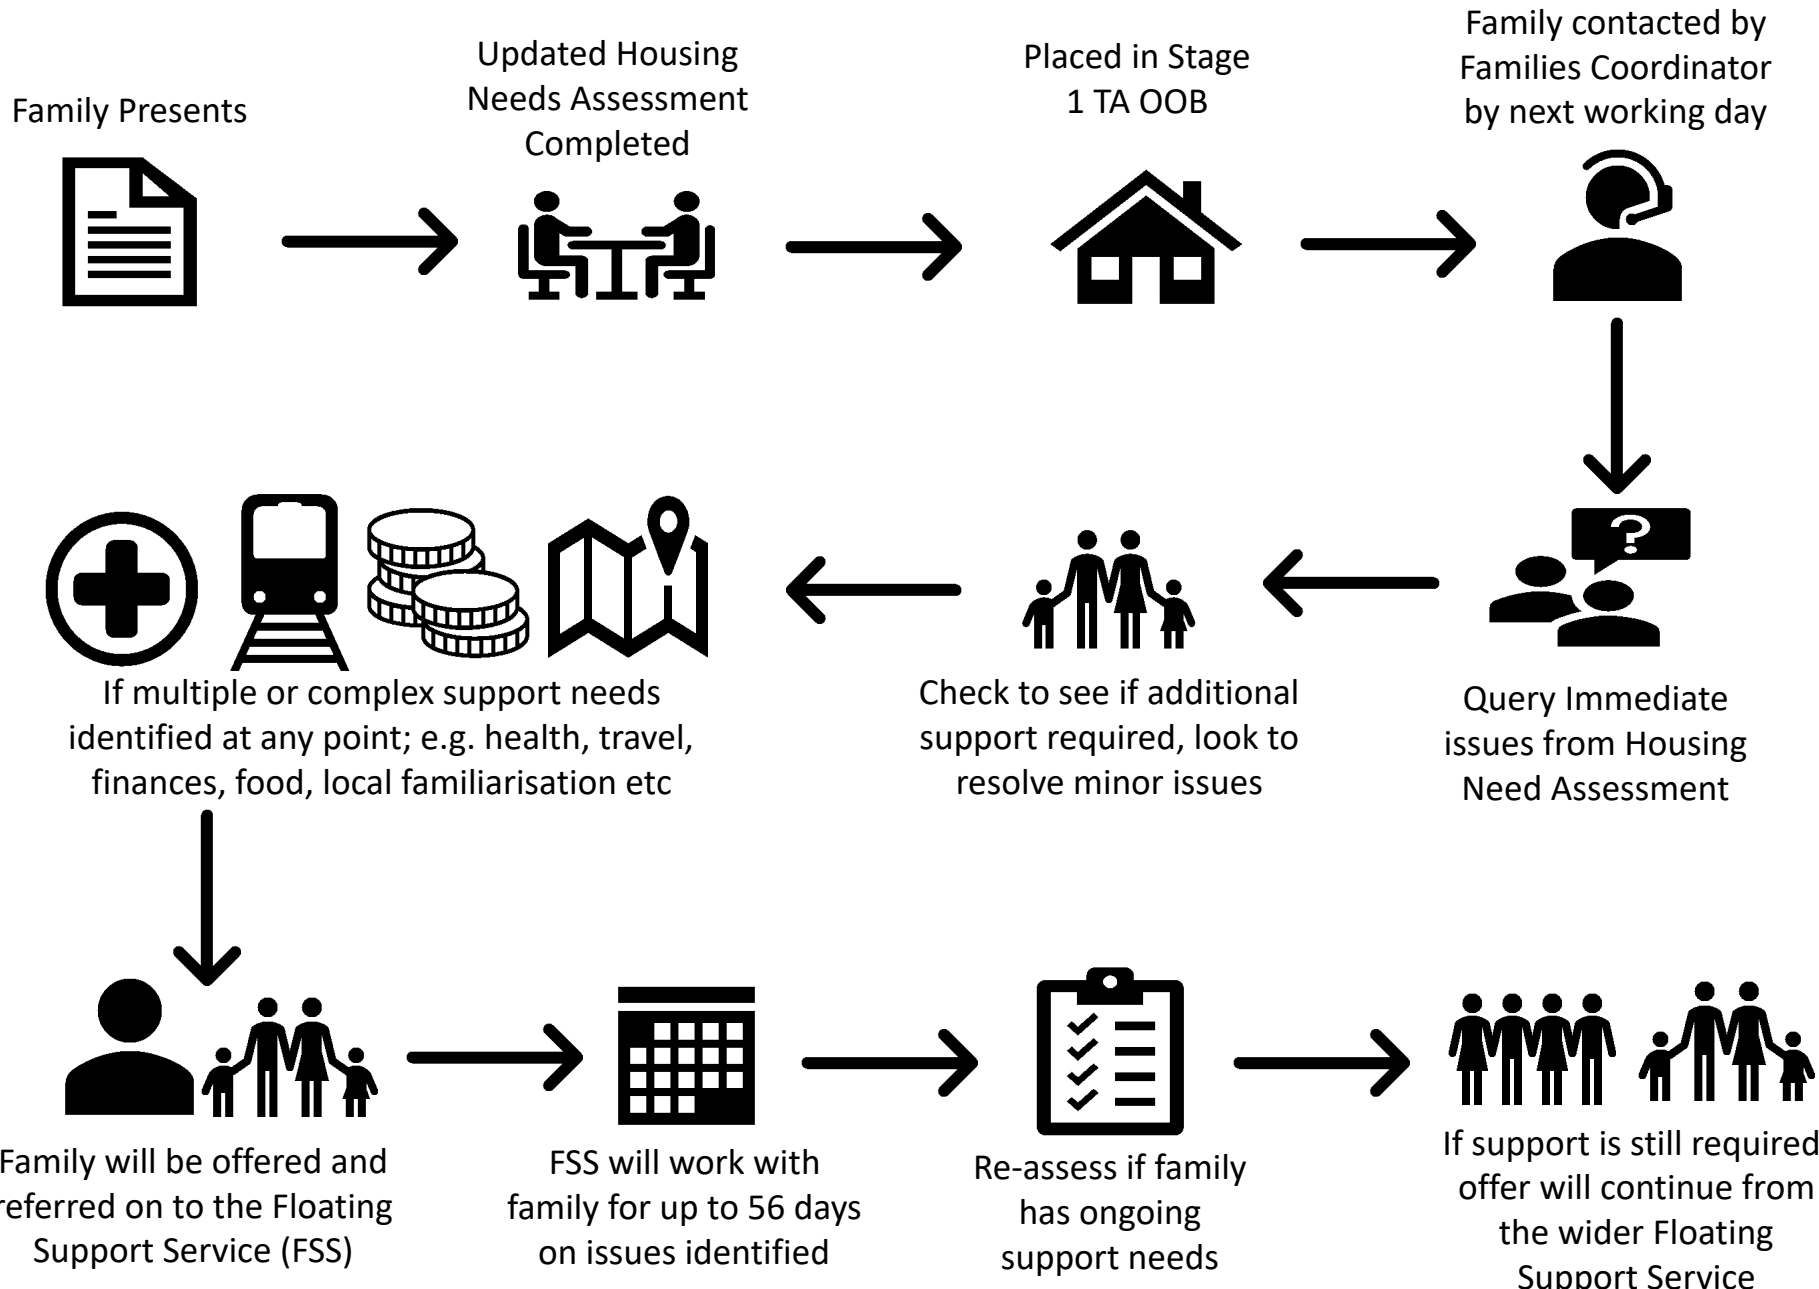 Family Presents
Updated Housing
Needs Assessment
Completed
Placed in Stage
1 TA OOB
Family contacted by
Families Coordinator
by next working day
?
Query Immediate
issues from Housing
Need Assessment
Check to see if additional
support required, look to
resolve minor issues
If multiple or complex support needs
identified at any point; e.g. health, travel,
finances, food, local familiarisation etc
Family will be offered and
referred on to the Floating
Support Service (FSS)
FSS will work with
family for up to 56 days
on issues identified
Re-assess if family
has ongoing
support needs
If support is still required
offer will continue from
the wider Floating
Support Service